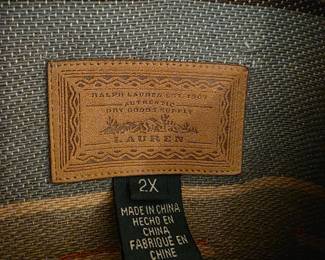 RALPH LAUREN EST. 1967
AUTHENTIC
DRY GOODS SUPPLY
LAUREN
2X
MADE IN CHINA
HECHO EN
CHINA
FABRIQUÉ EN
CHINE